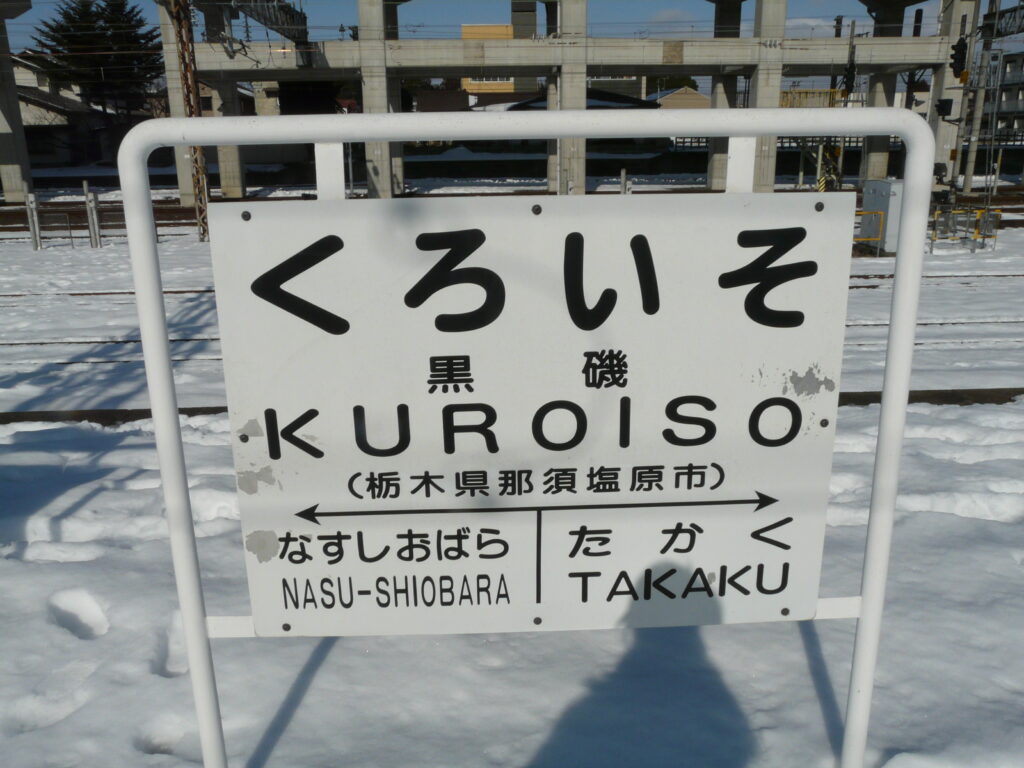 くろいそ
黒磯
KUROISO
(栃木県那須塩原市)
なすしおばら たかく
NASU-SHIOBARA TAKAKU